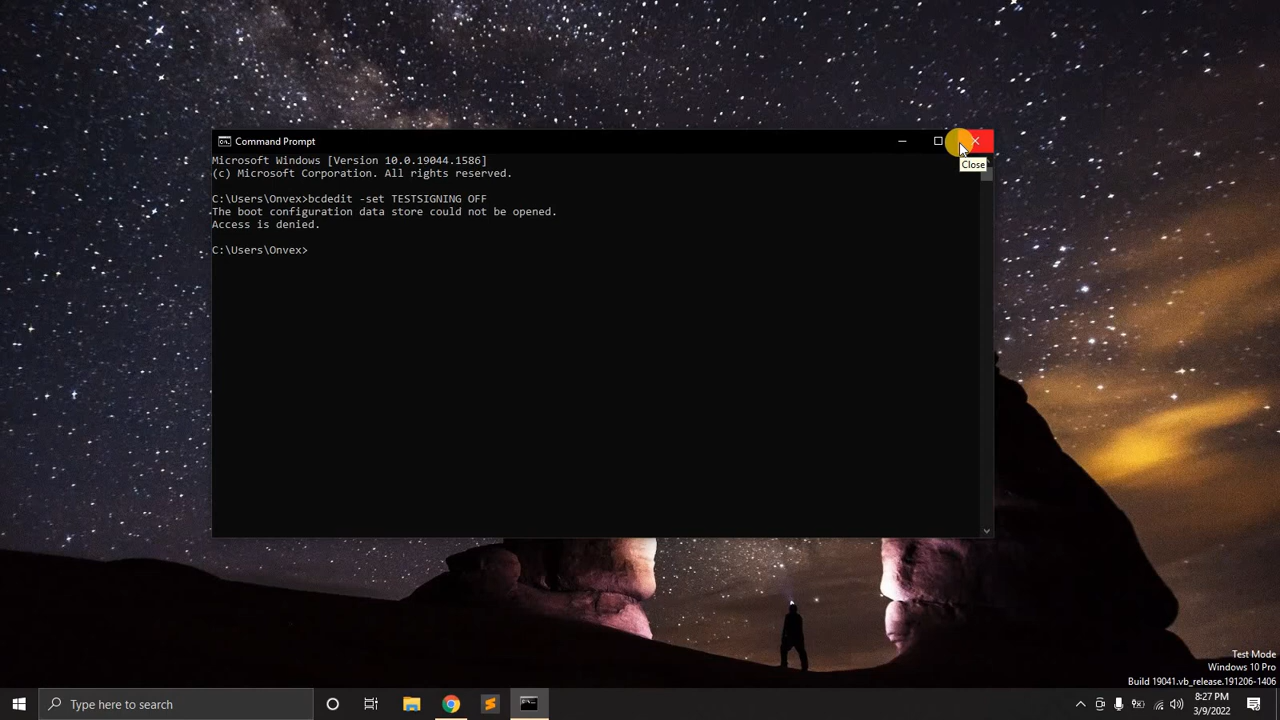 Command Prompt
Microsoft Windows [Version 10.0.19044.1586]
(c) Microsoft Corporation. All rights reserved.
C:\Users\Onvex>bcdedit -set TESTSIGNING OFF
The boot configuration data store could not be opened.
Access is denied.
C:\Users\Onvex>
Close
Test Mode
Windows 10 Pro
Build 19041.vb_release.191206-1406
Type here to search
8:27 PM
3/9/2022